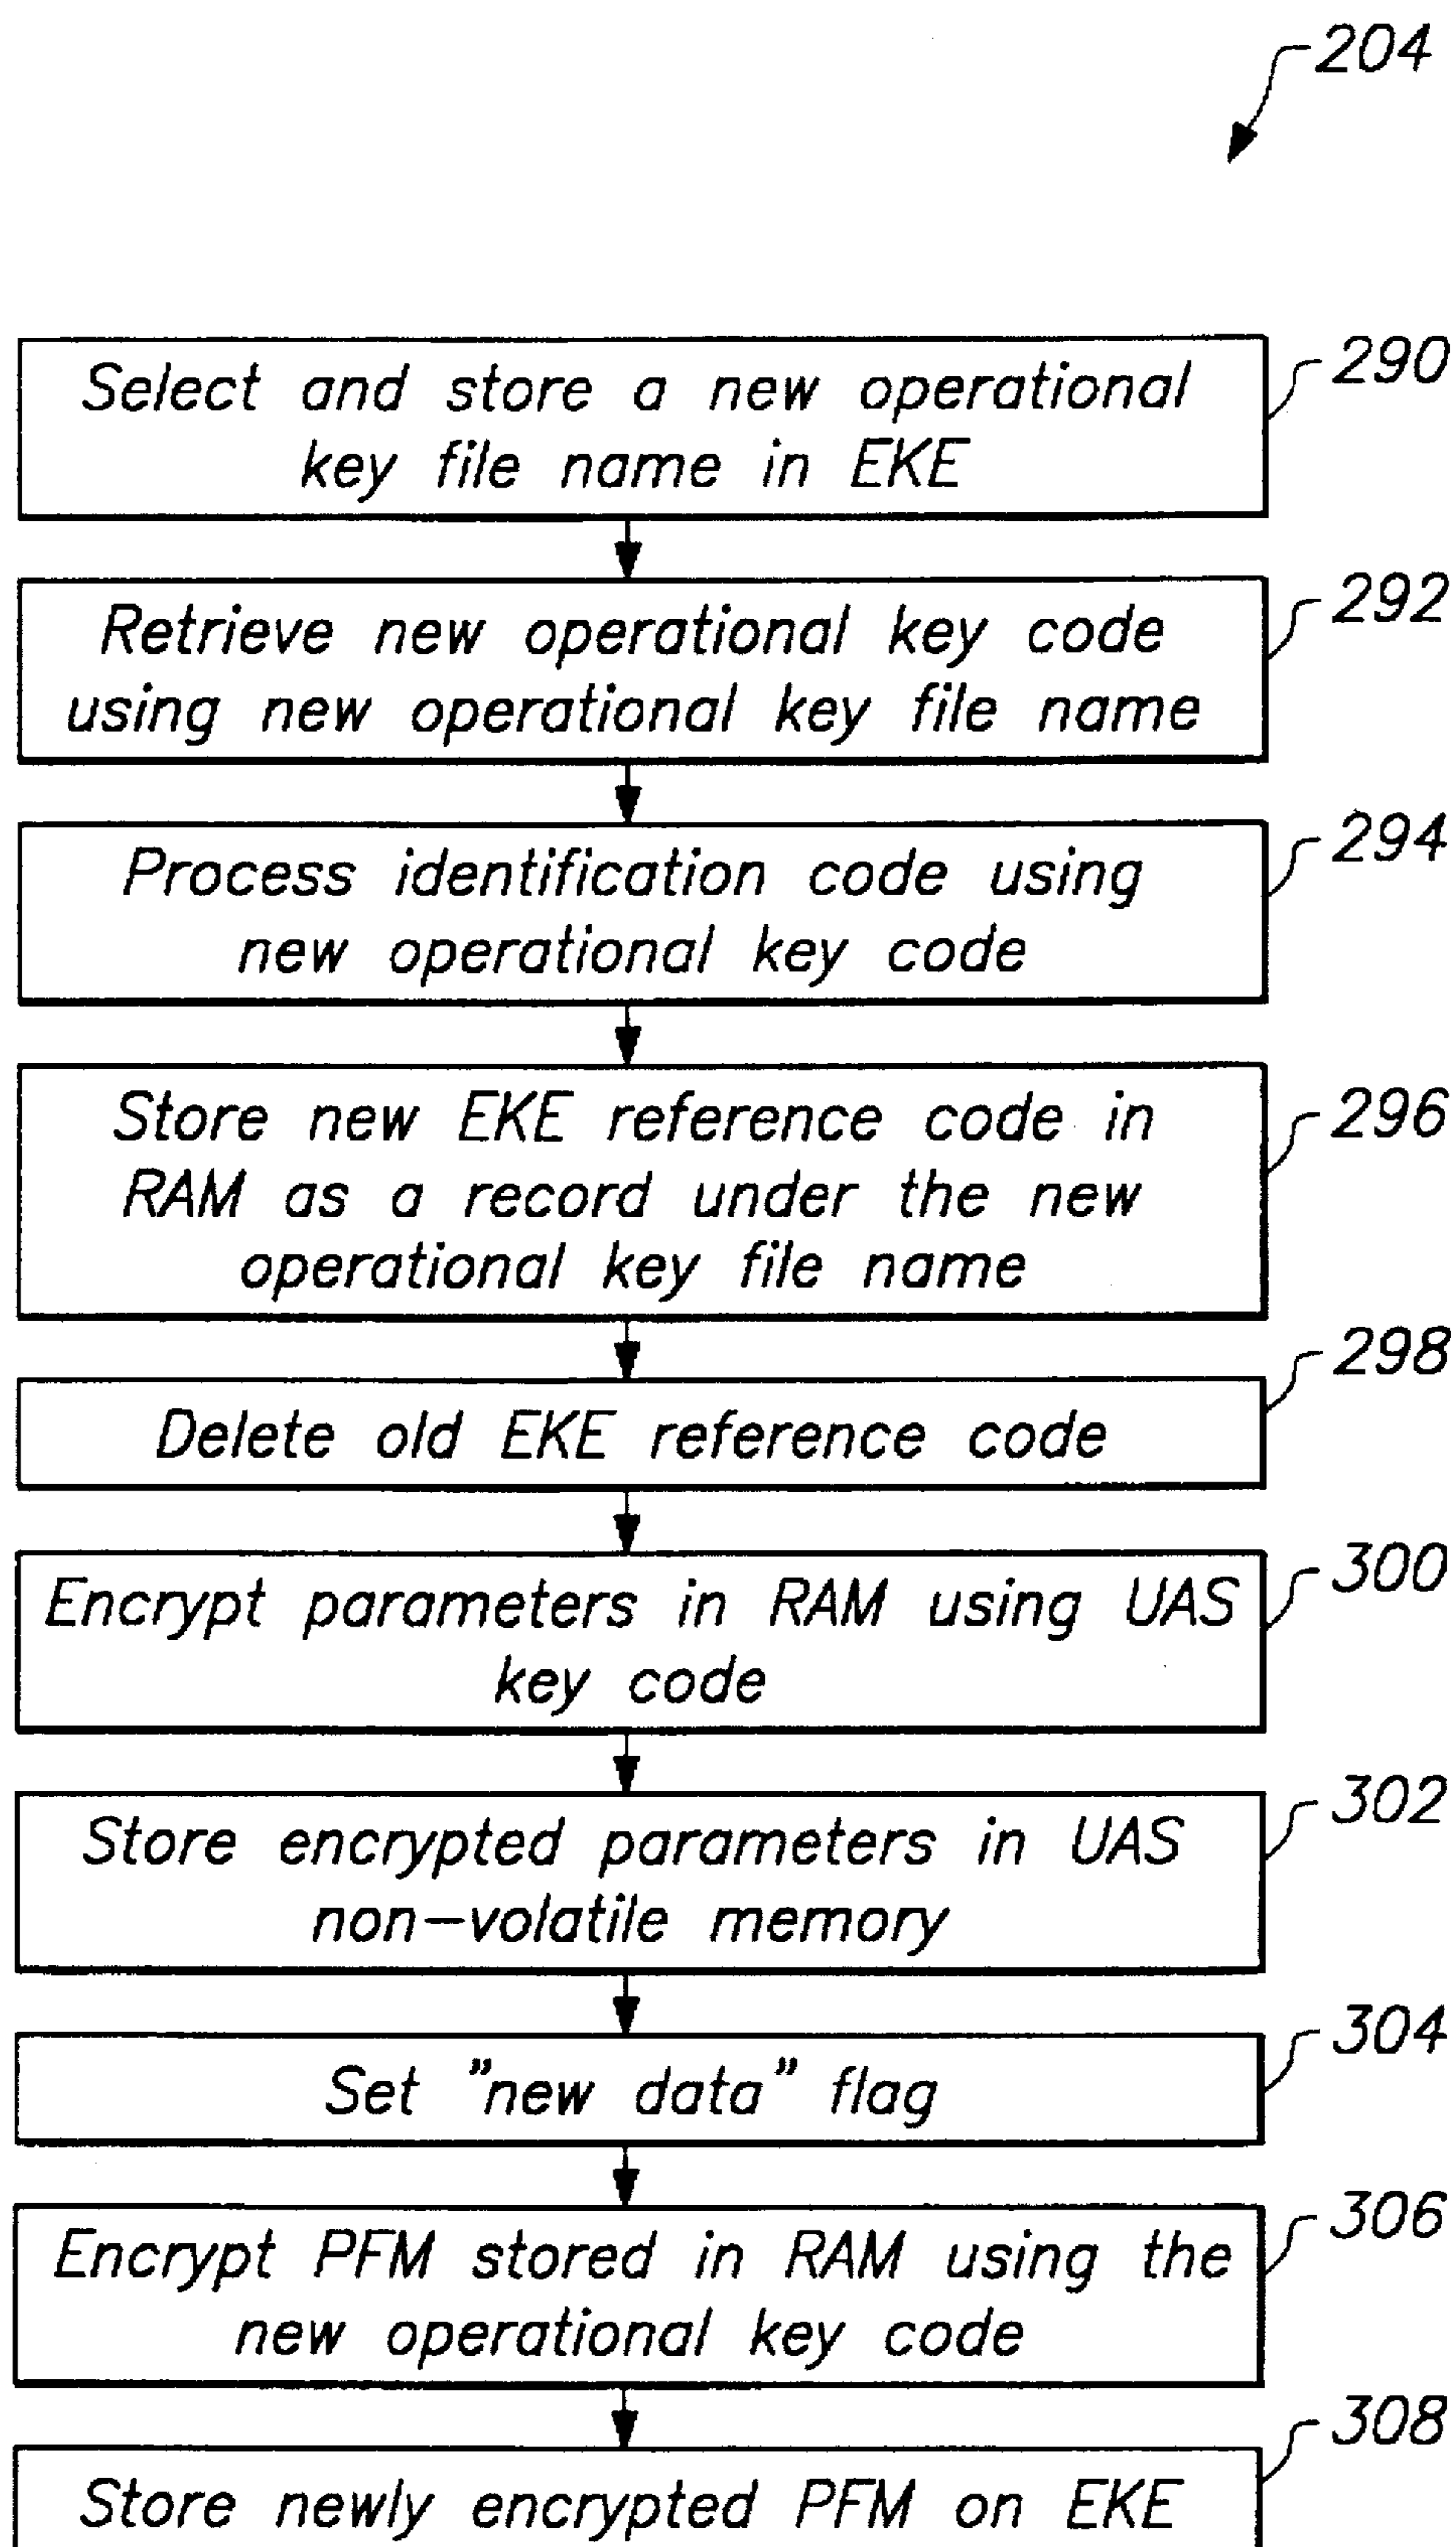 204
Select and store a new operational
key file name in EKE
290
Retrieve new operational key code
using new operational key file name
292
Process identification code using
new operational key code
294
Store new EKE reference code in
RAM as a record under the new
operational key file name
296
Delete old EKE reference code
298
Encrypt parameters in RAM using UAS
key code
300
Store encrypted parameters in UAS
non-volatile memory
302
Set "new data" flag
304
Encrypt PFM stored in RAM using the
new operational key code
306
Store newly encrypted PFM on EKE
308